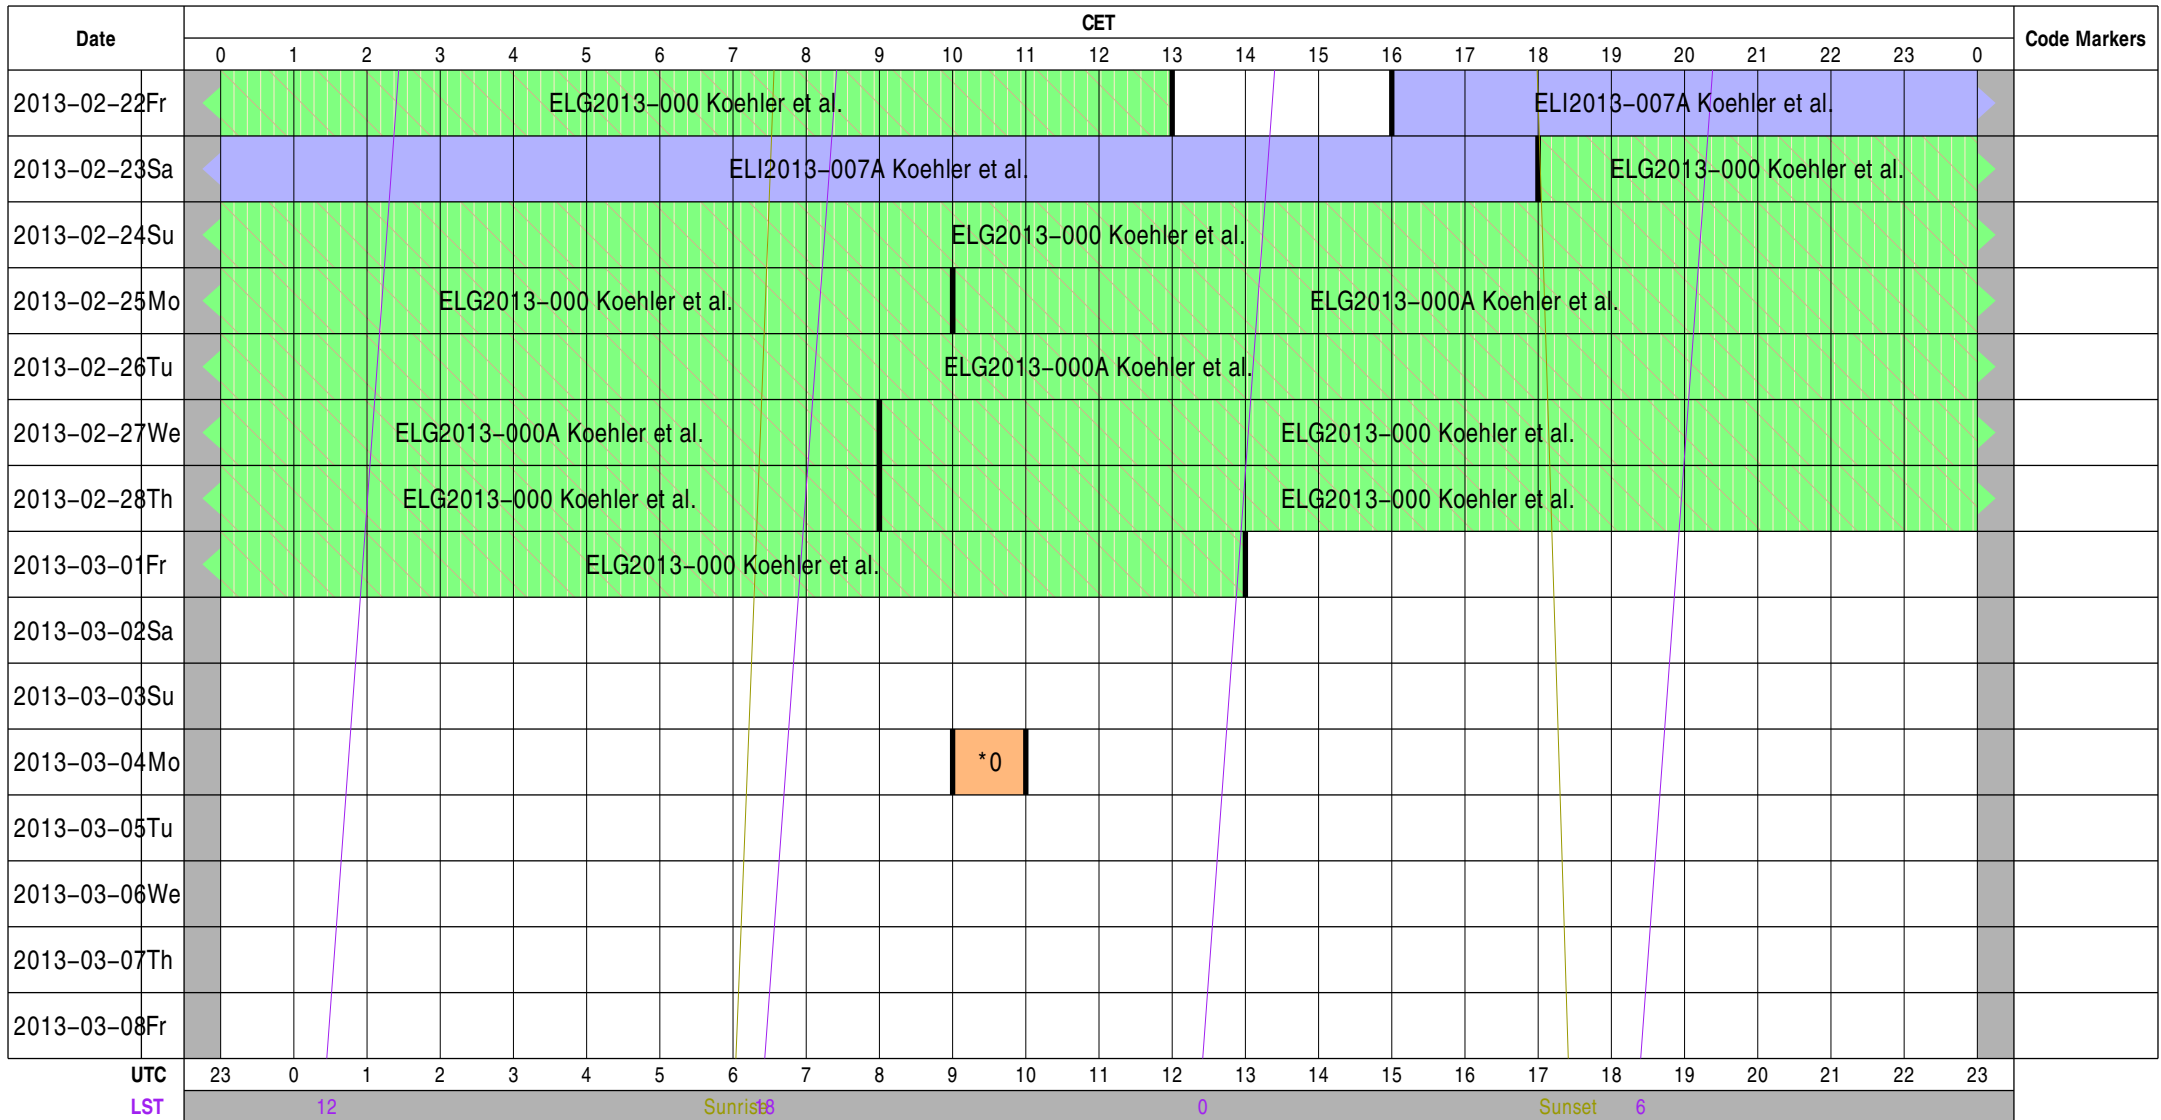 Date CET Code Markers
0 1 2 3 4 5 6 7 8 9 10 11 12 13 14 15 16 17 18 19 20 21 22 23 0
2013-02-22Fr ELG2013-000 Koehler et al. ELI2013-007A Koehler et al.
2013-02-23Sa ELI2013-007A Koehler et al. ELG2013-000 Koehler et al.
2013-02-24Su ELG2013-000 Koehler et al.
2013-02-25Mo ELG2013-000 Koehler et al. ELG2013-000A Koehler et al.
2013-02-26Tu ELG2013-000A Koehler et al.
2013-02-27We ELG2013-000A Koehler et al. ELG2013-000 Koehler et al.
2013-02-28Th ELG2013-000 Koehler et al. ELG2013-000 Koehler et al.
2013-03-01Fr ELG2013-000 Koehler et al.
2013-03-02Sa
2013-03-03Su
2013-03-04Mo *0
2013-03-05Tu
2013-03-06We
2013-03-07Th
2013-03-08Fr
UTC 23 0 1 2 3 4 5 6 7 8 9 10 11 12 13 14 15 16 17 18 19 20 21 22 23
LST 12 Sunrise 18 0 Sunset 6